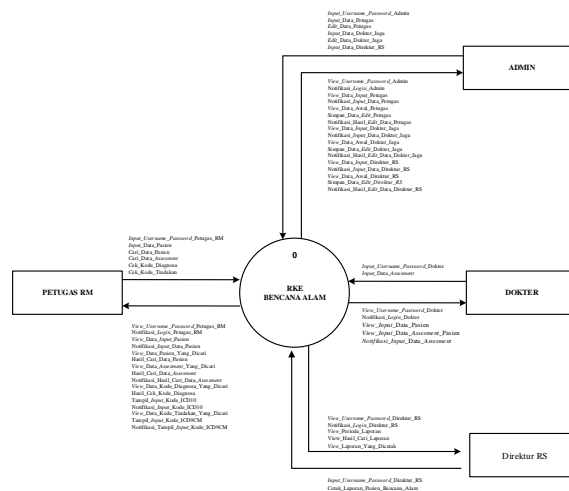 Input_Username_Password_Admin
Input_Data_Petugas
Edit_Data_Petugas
Input_Data_Dokter_Jaga
Edit_Data_Dokter_Jaga
Input_Data_Direktur_RS
ADMIN
View_Username_Password_Admin
Notifikasi_Login_Admin
View_Data_Input_Petugas
Notifikasi_Input_Data_Petugas
View_Data_Awal_Petugas
Simpan_Data_Edit_Petugas
Notifikasi_Hasil_Edit_Data_Petugas
View_Data_Input_Dokter_Jaga
Notifikasi_Input_Data_Dokter_Jaga
View_Data_Awal_Dokter_Jaga
Simpan_Data_Edit_Dokter_Jaga
Notifikasi_Hasil_Edit_Data_Dokter_Jaga
View_Data_Input_Direktur_RS
Notifikasi_Input_Data_Direktur_RS
View_Data_Awal_Direktur_RS
Simpan_Data_Edit_Direktur_RS
Notifikasi_Hasil_Edit_Data_Direktur_RS
Input_Username_Password_Petugas_RM
Input_Data_Pasien
Cari_Data_Pasien
Cari_Data_Assesment
Cek_Kode_Diagnosa
Cek_Kode_Tindakan
PETUGAS RM
0
RKE
BENCANA ALAM
Input_Username_Password_Dokter
Input_Data_Assesment
DOKTER
View_Username_Password_Dokter
Notifikasi_Login_Dokter
View_Input_Data_Pasien
View_Input_Data_Assesment_Pasien
Notifikasi_Input_Data_Assesment
View_Username_Password_Petugas_RM
Notifikasi_Login_Petugas_RM
View_Data_Input_Pasien
Notifikasi_Input_Data_Pasien
View_Data_Pasien_Yang_Dicari
Hasil_Cari_Data_Pasien
View_Data_Assesment_Yang_Dicari
Hasil_Cari_Data_Assesment
Notifikasi_Hasil_Cari_Data_Assesment
View_Data_Kode_Diagnosa_Yang_Dicari
Hasil_Cek_Kode_Diagnosa
Tampil_Input_Kode_ICD10
Notifikasi_Input_Kode_ICD10
View_Data_Kode_Tindakan_Yang_Dicari
Tampil_Input_Kode_ICD9CM
Notifikasi_Tampil_Input_Kode_ICD9CM
View_Username_Password_Direktur_RS
Notifikasi_Login_Direktur_RS
View_Periode_Laporan
View_Hasil_Cari_Laporan
View_Laporan_Yang_Dicetak
Direktur RS
Input_Username_Password_Direktur_RS
Cetak_Laporan_Pasien_Bencana_Alam